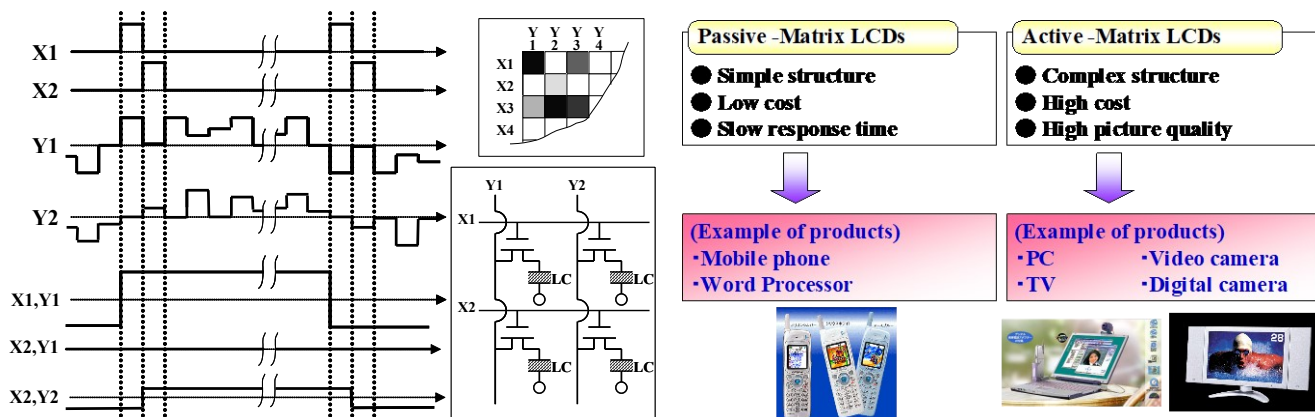 X1
X2
Y1
Y2
X1,Y1
X2,Y1
X2,Y2
Y Y Y Y
1 2 3 4
X1
X2
X3
X4
Y1 Y2
X1
LC LC
X2
LC LC
Passive -Matrix LCDs
● Simple structure
● Low cost
● Slow response time
(Example of products)
・Mobile phone
・Word Processor
Active -Matrix LCDs
● Complex structure
● High cost
● High picture quality
(Example of products)
・PC ・Video camera
・TV ・Digital camera
28